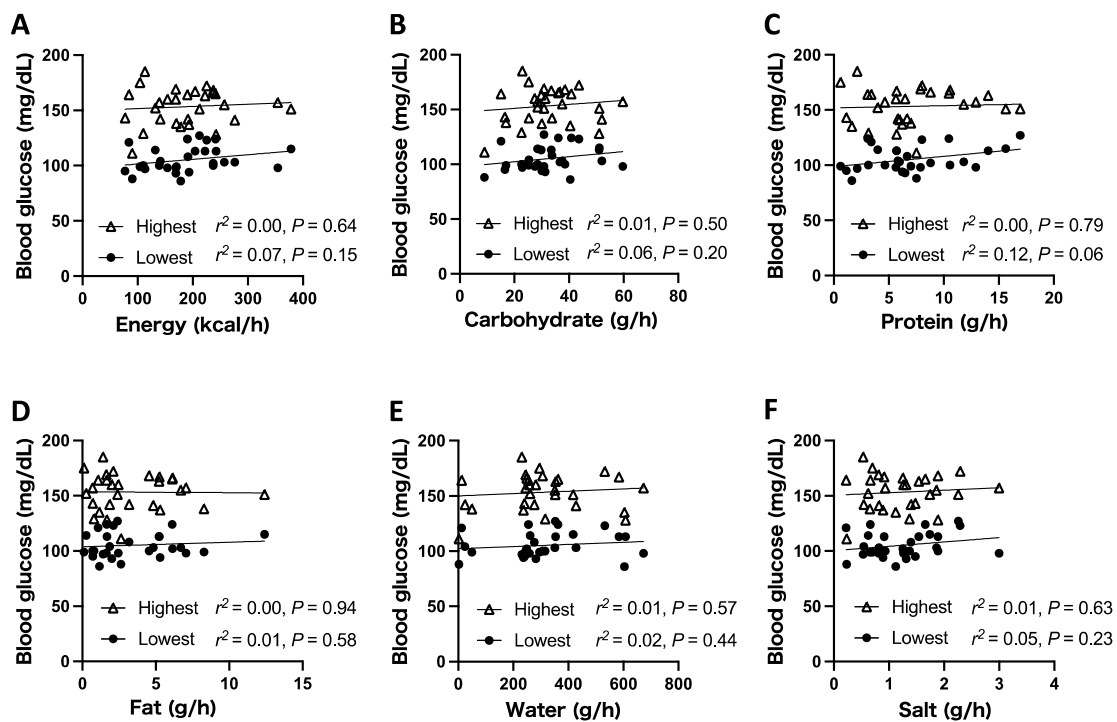 A
Blood glucose (mg/dL)
200
150
100
50
0
Highest r² = 0.00, P = 0.64
Lowest r² = 0.07, P = 0.15
0 100 200 300 400
Energy (kcal/h)
B
Blood glucose (mg/dL)
200
150
100
50
0
Highest r² = 0.01, P = 0.50
Lowest r² = 0.06, P = 0.20
0 20 40 60 80
Carbohydrate (g/h)
C
Blood glucose (mg/dL)
200
150
100
50
0
Highest r² = 0.00, P = 0.79
Lowest r² = 0.12, P = 0.06
0 5 10 15 20
Protein (g/h)
D
Blood glucose (mg/dL)
200
150
100
50
0
Highest r² = 0.00, P = 0.94
Lowest r² = 0.01, P = 0.58
0 5 10 15
Fat (g/h)
E
Blood glucose (mg/dL)
200
150
100
50
0
Highest r² = 0.01, P = 0.57
Lowest r² = 0.02, P = 0.44
0 200 400 600 800
Water (g/h)
F
Blood glucose (mg/dL)
200
150
100
50
0
Highest r² = 0.01, P = 0.63
Lowest r² = 0.05, P = 0.23
0 1 2 3 4
Salt (g/h)